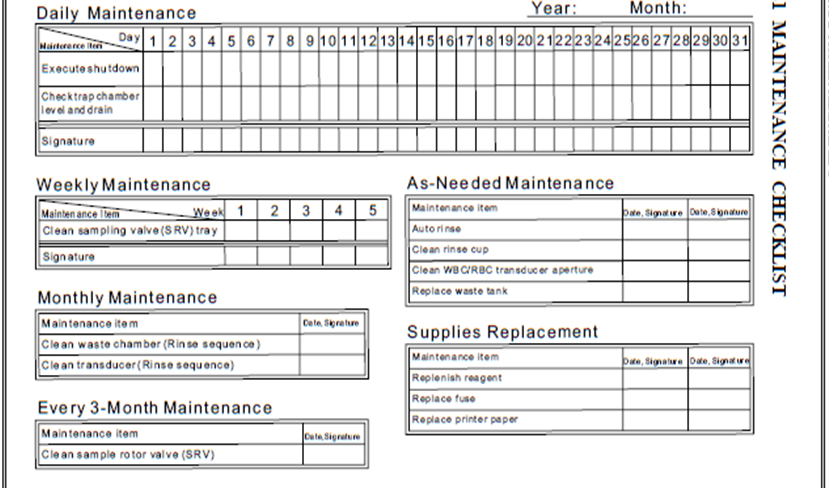 Daily Maintenance
Year: Month:
Maintenance Item Day 1 2 3 4 5 6 7 8 9 10 11 12 13 14 15 16 17 18 19 20 21 22 23 24 25 26 27 28 29 30 31
Execute shutdown
Check trap chamber
level and drain
Signature
Weekly Maintenance
Maintenance Item Week 1 2 3 4 5
Clean sampling valve (SRV) tray
Signature
Monthly Maintenance
Maintenance item Date, Signature
Clean waste chamber (Rinse sequence)
Clean transducer (Rinse sequence)
Every 3-Month Maintenance
Maintenance item Date, Signature
Clean sample rotor valve (SRV)
As-Needed Maintenance
Maintenance item Date, Signature Date, Signature
Auto rinse
Clean rinse cup
Clean WBC/RBC transducer aperture
Replace waste tank
Supplies Replacement
Maintenance item Date, Signature Date, Signature
Replenish reagent
Replace fuse
Replace printer paper
1 MAINTENANCE CHECKLIST